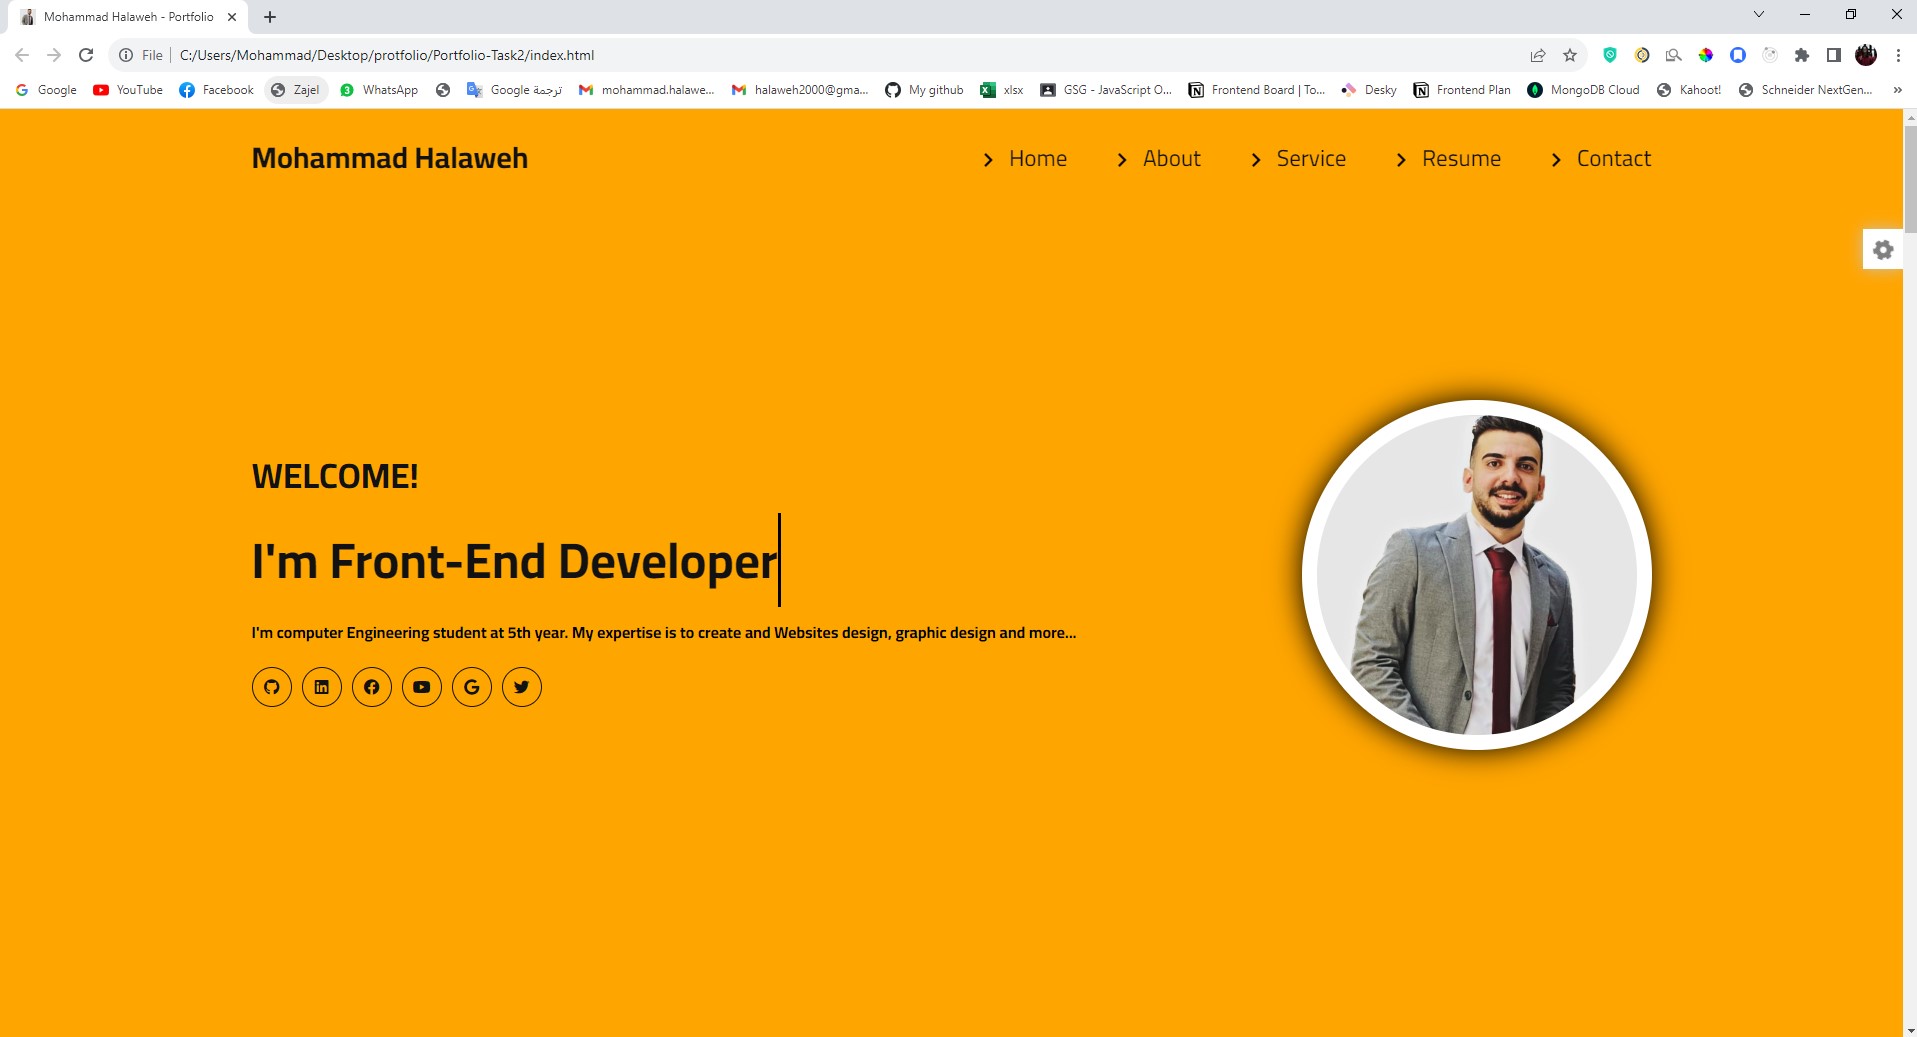 Mohammad Halaweh - Portfolio
File C:/Users/Mohammad/Desktop/protfolio/Portfolio-Task2/index.html
Google YouTube Facebook Zajel WhatsApp Google ترجمة mohammad.halawe... halaweh2000@gma... My github xlsx GSG - JavaScript O... Frontend Board | To... Desky Frontend Plan MongoDB Cloud Kahoot! Schneider NextGen...
Mohammad Halaweh
Home About Service Resume Contact
WELCOME!
I'm Front-End Developer
I'm computer Engineering student at 5th year. My expertise is to create and Websites design, graphic design and more...